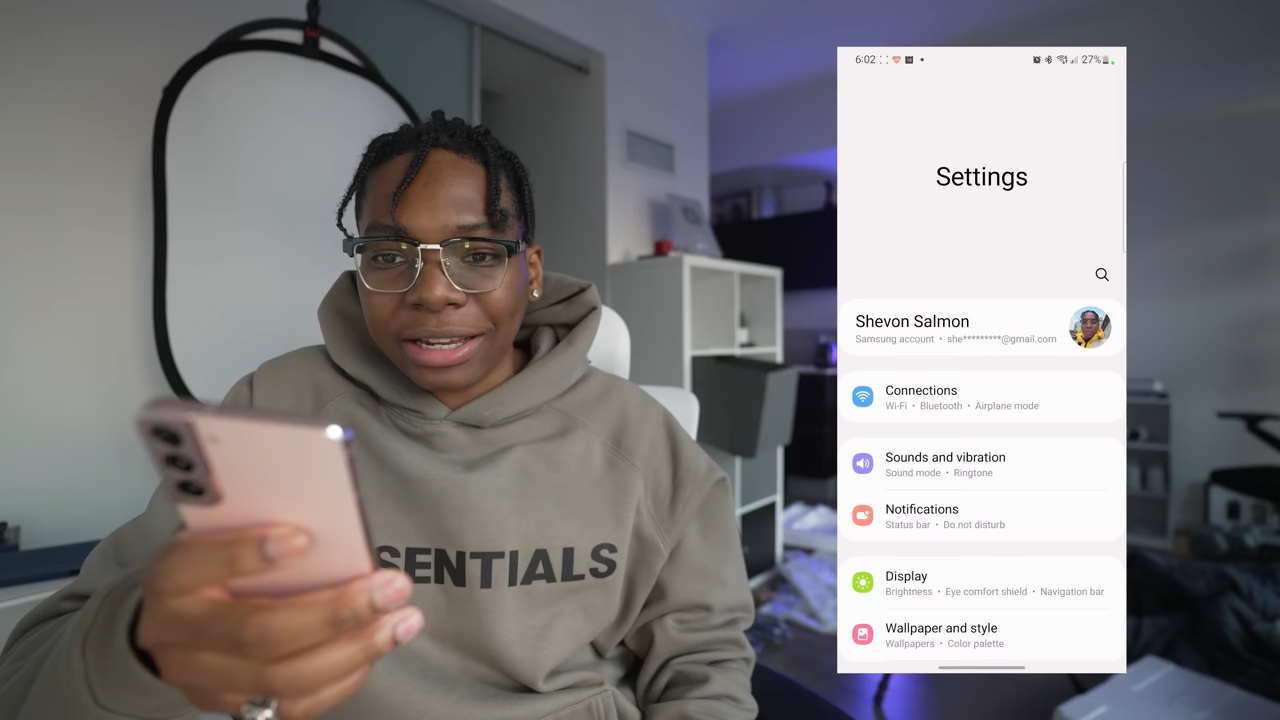 SENTIALS
6:02
27%
Settings
Shevon Salmon
Samsung account • she*********@gmail.com
Connections
Wi-Fi • Bluetooth • Airplane mode
Sounds and vibration
Sound mode • Ringtone
Notifications
Status bar • Do not disturb
Display
Brightness • Eye comfort shield • Navigation bar
Wallpaper and style
Wallpapers • Color palette